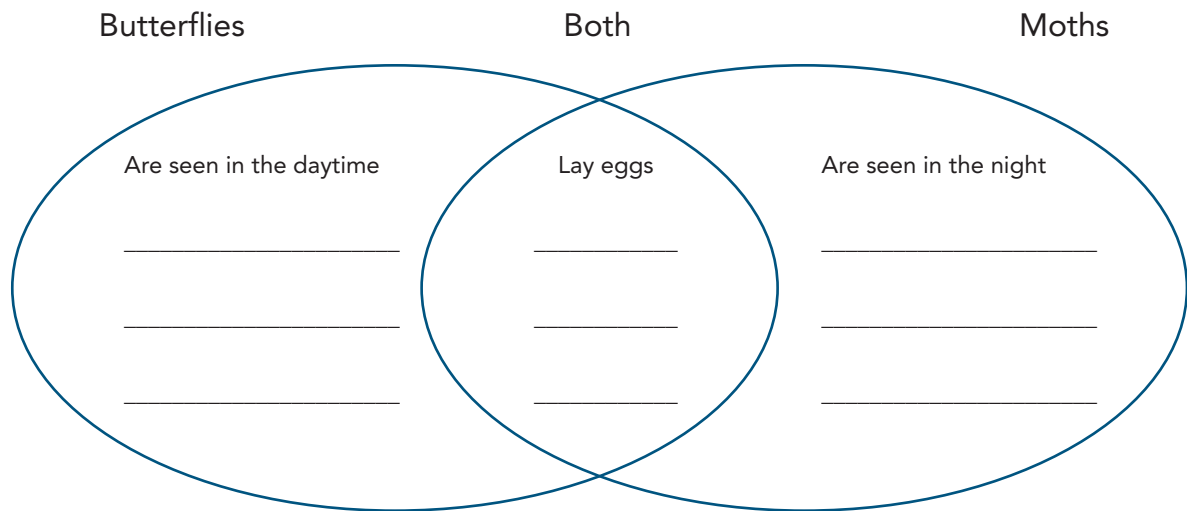 Butterflies Both Moths
Are seen in the daytime Lay eggs Are seen in the night